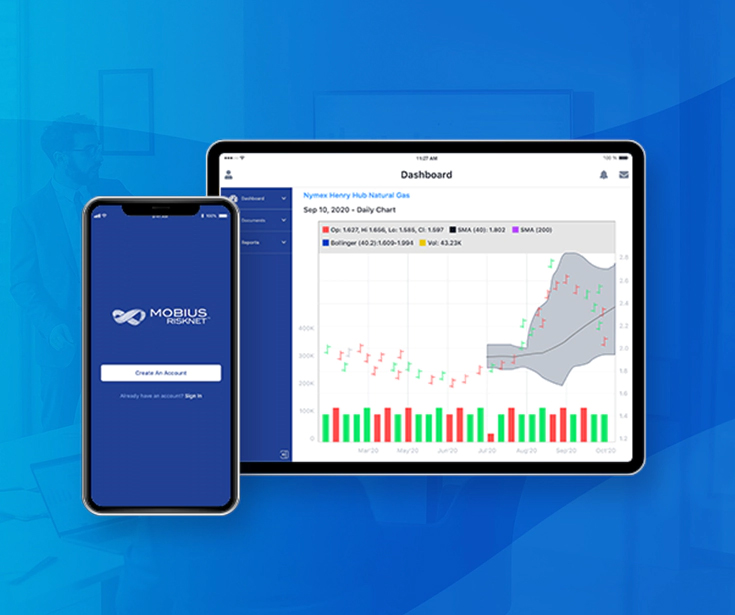 11:27 AM
100 %
Dashboard
Dashboard
Documents
Reports
Nymex Henry Hub Natural Gas
Sep 10, 2020 - Daily Chart
Op: 1.627, Hi 1.656, Lo: 1.565, Cl: 1.597
SMA (40): 1.802
SMA (200)
Bollinger (40.2):1.609-1.994
Vol: 43.23K
400K
300K
200K
100K
0
2.8
2.6
2.4
2.2
2.0
1.8
1.6
1.4
1.2
Mar'20
May'20
Jun'20
Jul'20
Aug'20
Sep'20
Oct'20
100%
MOBIUS
RISKNET
Create An Account
Already have an account? Sign In